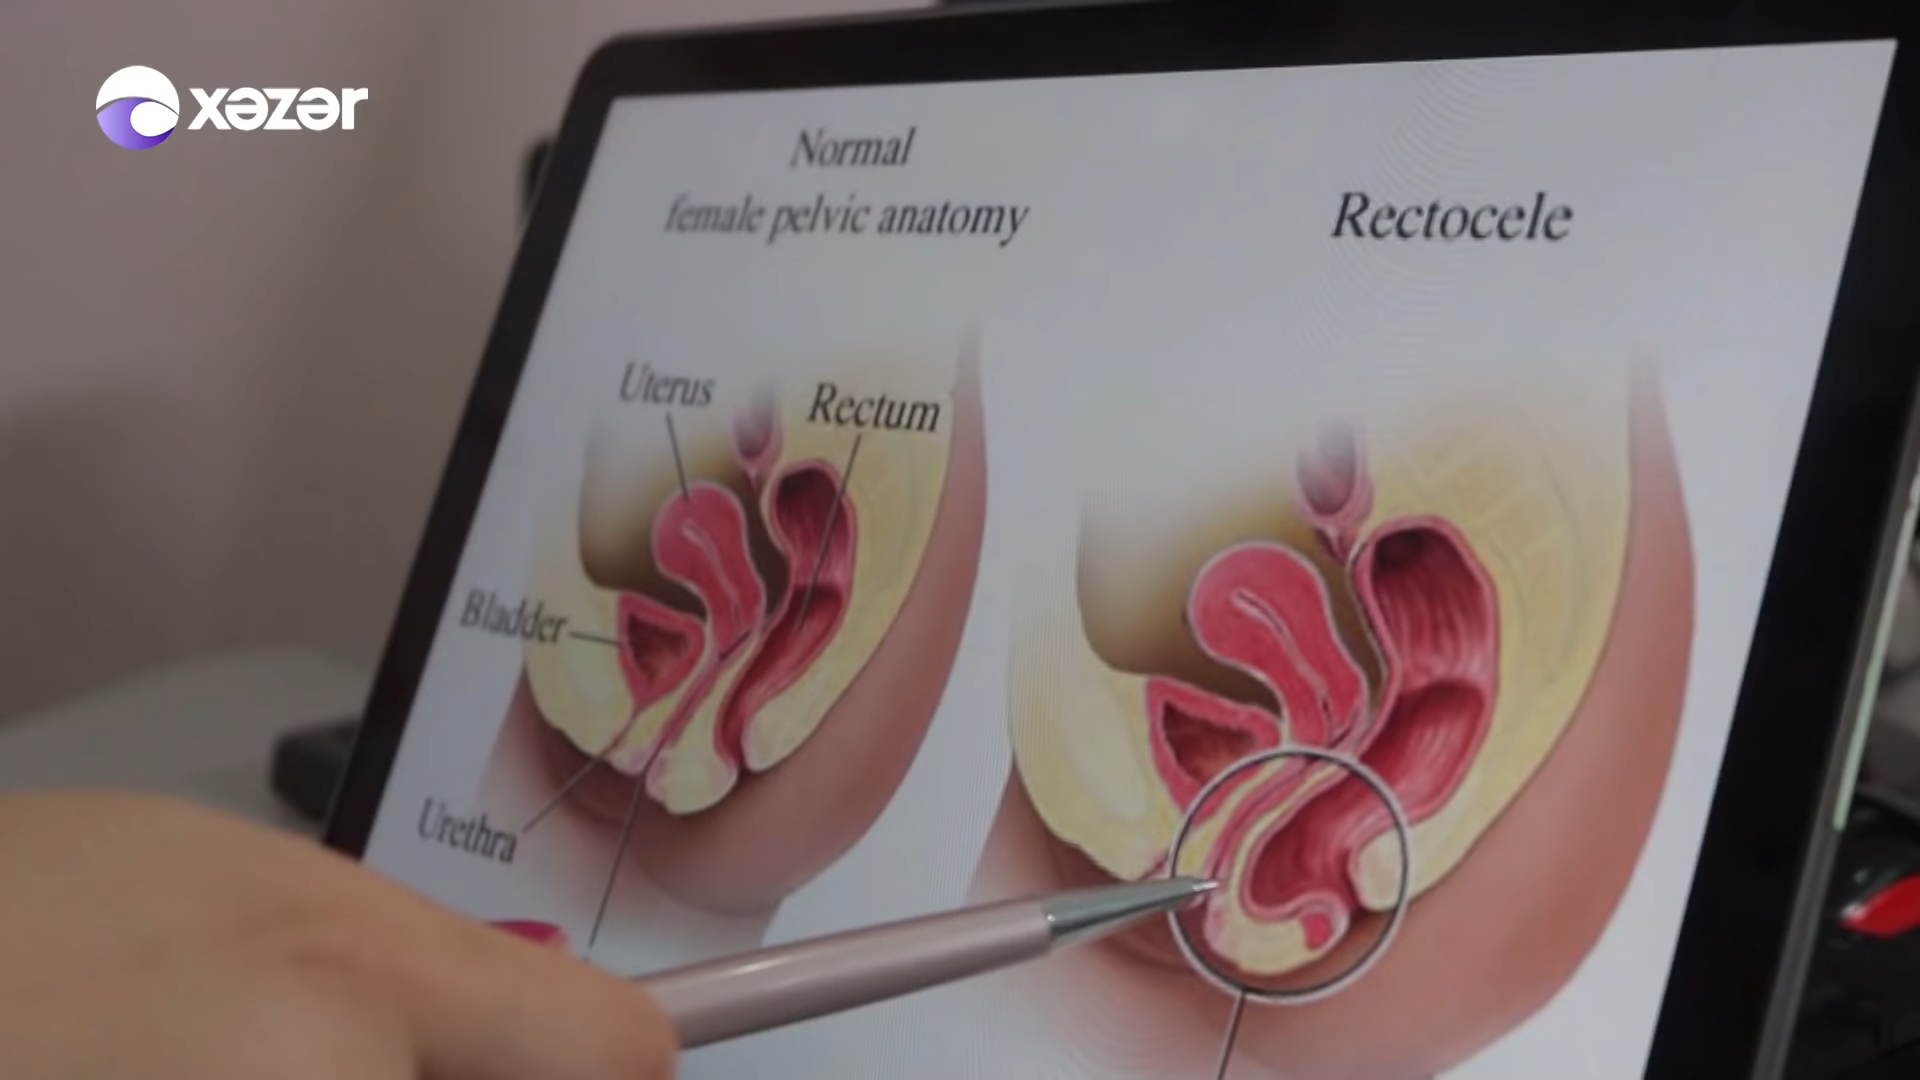 xəzər
Normal
female pelvic anatomy
Rectocele
Uterus
Rectum
Bladder
Urethra